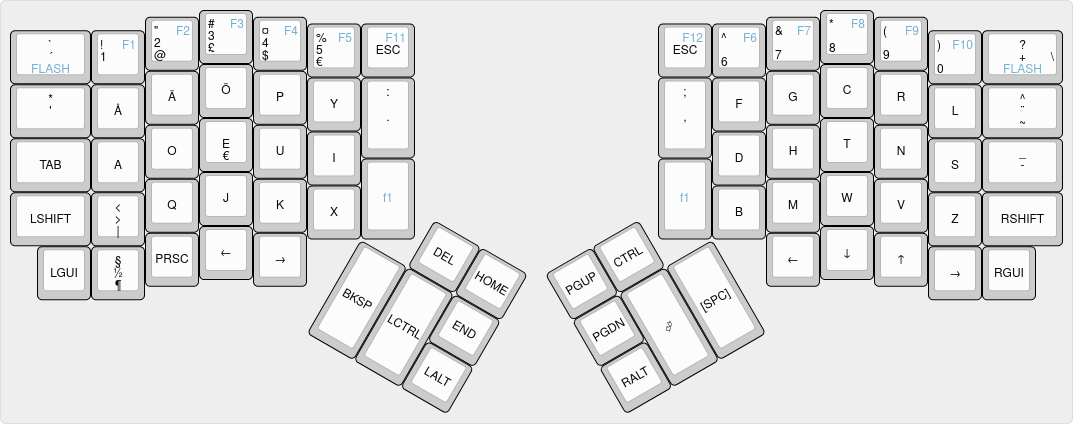 ` ´ FLASH
! F1 1
" F2 2 @
# F3 3 £
¤ F4 4 $
% F5 5 €
F11 ESC
F12 ESC
^ F6 6
& F7 7
* F8 8
( F9 9
) F10 0
? + \ FLASH
* '
Å
Ä
Ö
P
Y
: .
; ,
F
G
C
R
L
^ ¨ ~
TAB
A
O
E €
U
I
D
H
T
N
S
_ -
LSHIFT
< > |
Q
J
K
X
f1
f1
B
M
W
V
Z
RSHIFT
LGUI
§ ½ ¶
PRSC
←
→
←
↓
↑
→
RGUI
DEL
HOME
BKSP
LCTRL
END
LALT
CTRL
PGUP
[SPC]
PGDN
RALT